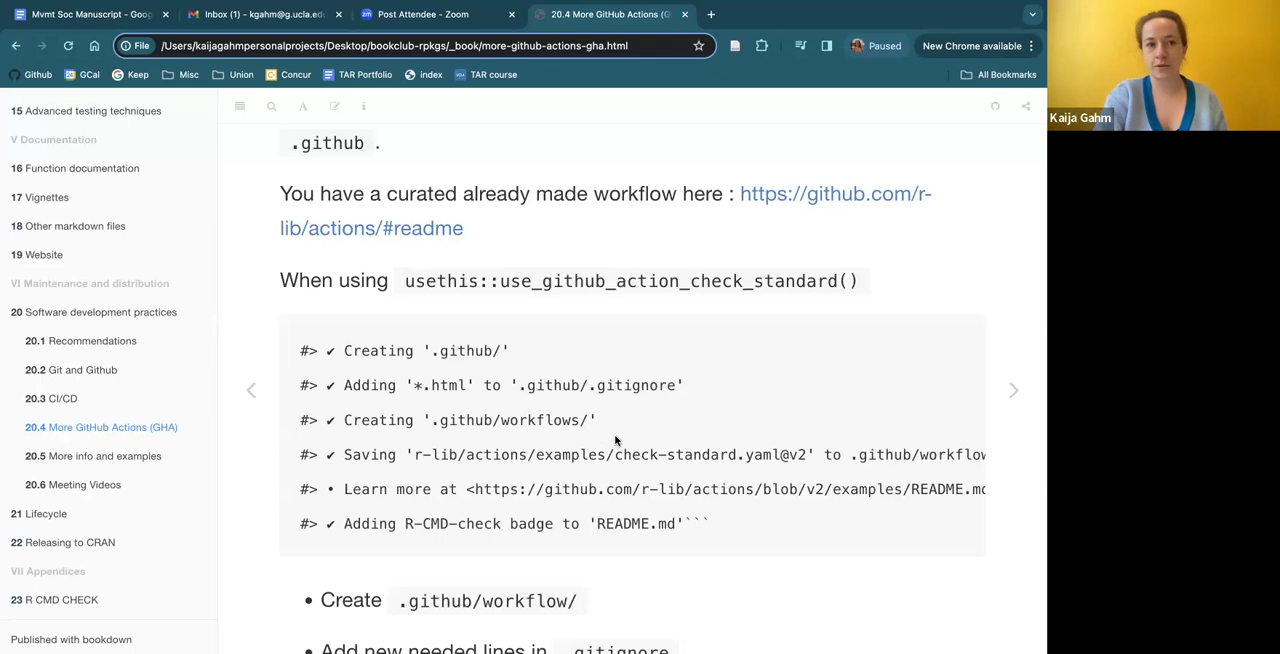 Mvmt Soc Manuscript - Goog
Inbox (1) - kgahm@g.ucla.edu
Post Attendee - Zoom
20.4 More GitHub Actions (G
File
/Users/kaijagahmpersonalprojects/Desktop/bookclub-rpkgs/_book/more-github-actions-gha.html
Paused
New Chrome available
Github
GCal
Keep
Misc
Union
Concur
TAR Portfolio
index
TAR course
All Bookmarks
15 Advanced testing techniques
V Documentation
16 Function documentation
17 Vignettes
18 Other markdown files
19 Website
VI Maintenance and distribution
20 Software development practices
20.1 Recommendations
20.2 Git and Github
20.3 CI/CD
20.4 More GitHub Actions (GHA)
20.5 More info and examples
20.6 Meeting Videos
21 Lifecycle
22 Releasing to CRAN
VII Appendices
23 R CMD CHECK
Published with bookdown
.github .
You have a curated already made workflow here : https://github.com/r-
lib/actions/#readme
When using usethis::use_github_action_check_standard()
#> ✔ Creating '.github/'
#> ✔ Adding '*.html' to '.github/.gitignore'
#> ✔ Creating '.github/workflows/'
#> ✔ Saving 'r-lib/actions/examples/check-standard.yaml@v2' to .github/workflow
#> • Learn more at <https://github.com/r-lib/actions/blob/v2/examples/README.md
#> ✔ Adding R-CMD-check badge to 'README.md'```
• Create .github/workflow/
• Add new needed lines in .gitignore
Kaija Gahm